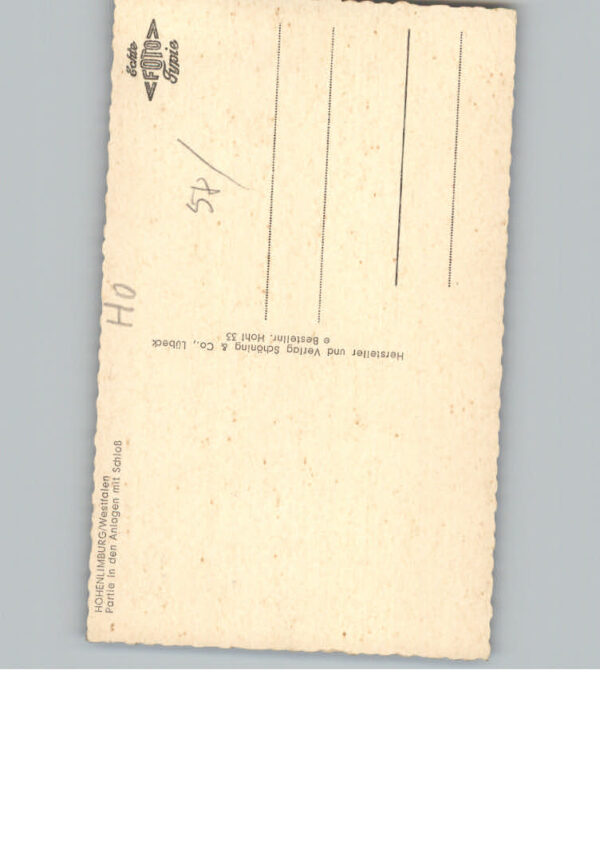 HOHENLIMBURG/Westfalen
Partie in den Anlagen mit Schloß
Echte
<FOTO>
Typie
58/
HO
Hersteller und Verlag Schöning & Co., Lübeck
e Bestellnr. Hohl 33